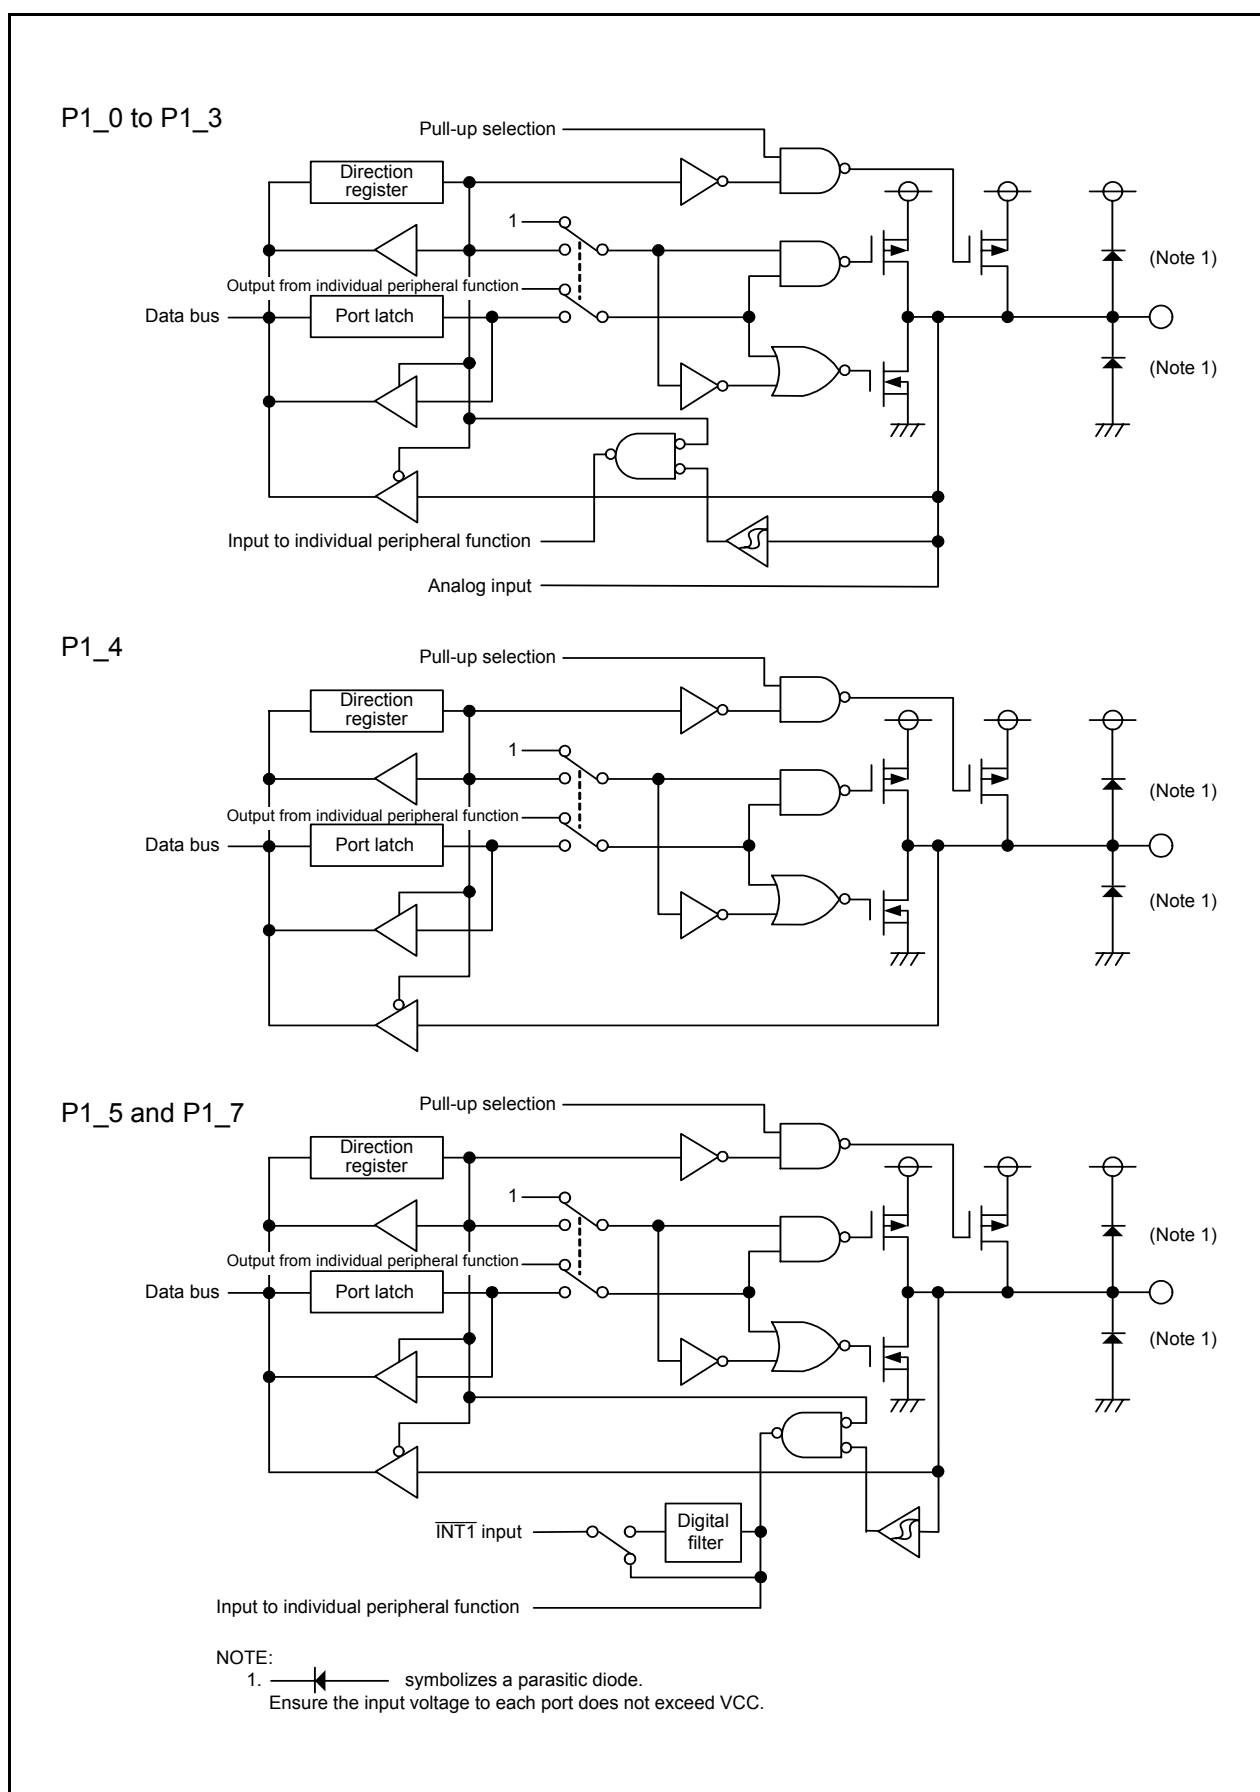 P1_0 to P1_3
Pull-up selection
Direction
register
1
(Note 1)
Output from individual peripheral function
Data bus
Port latch
(Note 1)
Input to individual peripheral function
Analog input
P1_4
Pull-up selection
Direction
register
1
(Note 1)
Output from individual peripheral function
Data bus
Port latch
(Note 1)
P1_5 and P1_7
Pull-up selection
Direction
register
1
(Note 1)
Output from individual peripheral function
Data bus
Port latch
(Note 1)
INT1 input
Digital
filter
Input to individual peripheral function
NOTE:
1. symbolizes a parasitic diode.
Ensure the input voltage to each port does not exceed VCC.